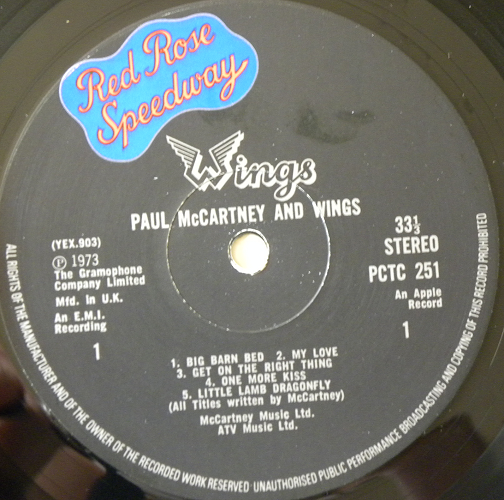 Red Rose
Speedway
Wings
PAUL McCARTNEY AND WINGS
(YEX.903)
Ⓟ 1973
The Gramophone
Company Limited
Mfd. In U.K.
An E.M.I.
Recording
1
33⅓
STEREO
PCTC 251
An Apple
Record
1
1. BIG BARN BED 2. MY LOVE
3. GET ON THE RIGHT THING
4. ONE MORE KISS
5. LITTLE LAMB DRAGONFLY
(All Titles written by McCartney)
McCartney Music Ltd.
ATV Music Ltd.
ALL RIGHTS OF THE MANUFACTURER AND OF THE OWNER OF THE RECORDED WORK RESERVED · UNAUTHORISED PUBLIC PERFORMANCE BROADCASTING AND COPYING OF THIS RECORD PROHIBITED